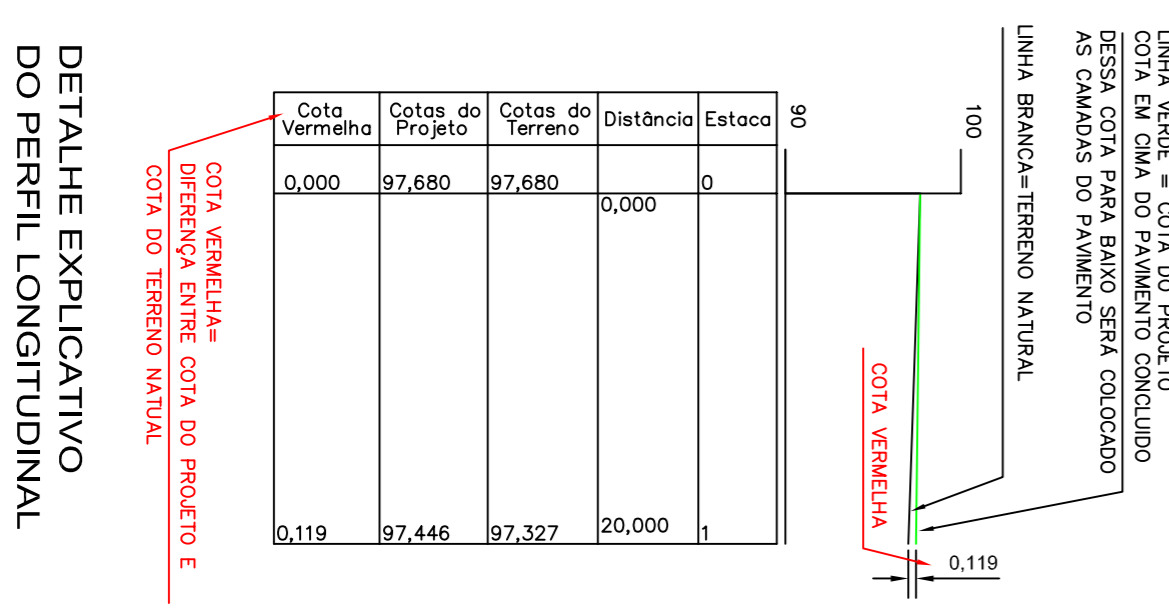 LINHA VERDE = COTA DO PROJETO
COTA EM CIMA DO PAVIMENTO CONCLUIDO
DESSA COTA PARA BAIXO SERÁ COLOCADO
AS CAMADAS DO PAVIMENTO
LINHA BRANCA=TERRENO NATURAL
100
90
COTA VERMELHA
0,119
Cota Vermelha Cotas do Projeto Cotas do Terreno Distância Estaca
0,000 97,680 97,680 0
0,000
0,119 97,446 97,327 20,000 1
COTA VERMELHA=
DIFERENÇA ENTRE COTA DO PROJETO E
COTA DO TERRENO NATUAL
DETALHE EXPLICATIVO
DO PERFIL LONGITUDINAL